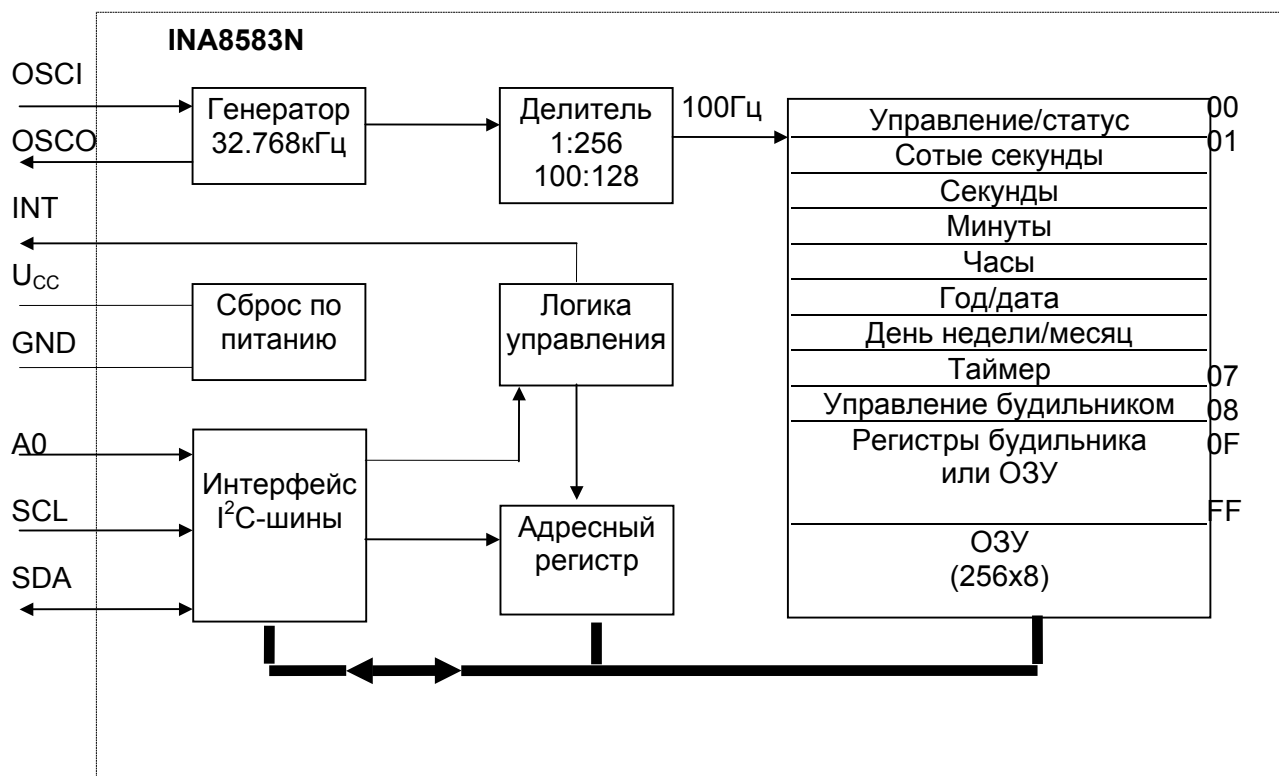 INA8583N
OSCI
OSCO
INT
UCC
GND
A0
SCL
SDA
Генератор
32.768кГц
Делитель
1:256
100:128
100Гц
Сброс по
питанию
Логика
управления
Интерфейс
I²C-шины
Адресный
регистр
Управление/статус
00
01
Сотые секунды
Секунды
Минуты
Часы
Год/дата
День недели/месяц
Таймер
07
Управление будильником
08
Регистры будильника
0F
или ОЗУ
FF
ОЗУ
(256x8)